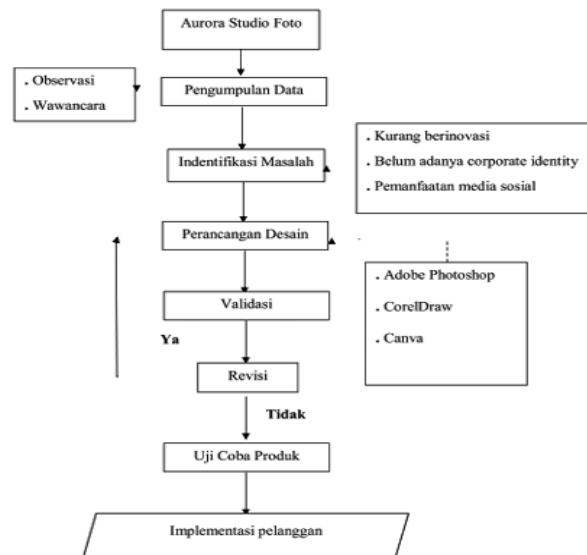 Aurora Studio Foto
. Observasi
. Wawancara
Pengumpulan Data
. Kurang berinovasi
. Belum adanya corporate identity
. Pemanfaatan media sosial
Indentifikasi Masalah
Perancangan Desain
. Adobe Photoshop
. CorelDraw
. Canva
Validasi
Ya
Revisi
Tidak
Uji Coba Produk
Implementasi pelanggan